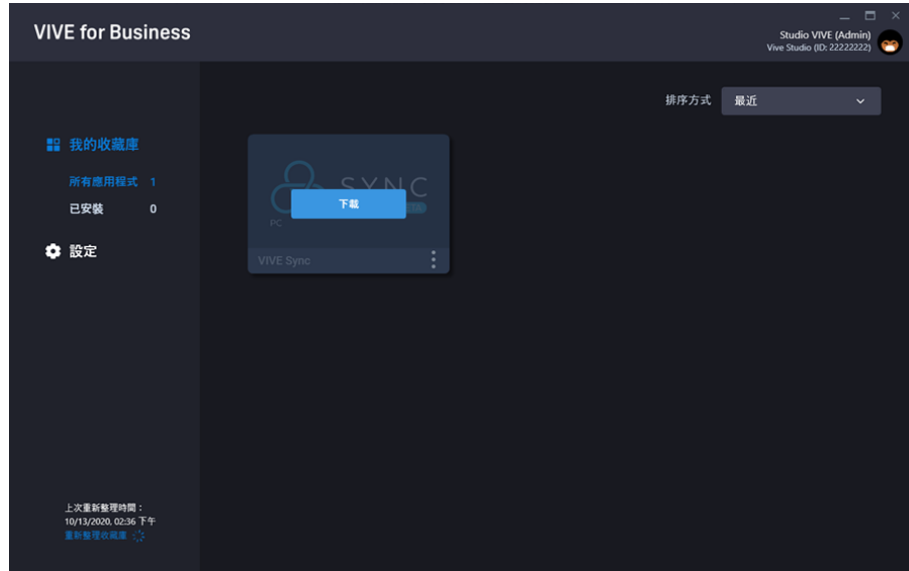 VIVE for Business
Studio VIVE (Admin)
Vive Studio (ID: 22222222)
排序方式
最近
我的收藏庫
所有應用程式 1
已安裝 0
設定
SYNC
下載
PC
VIVE Sync
上次重新整理時間：
10/13/2020, 02:36 下午
重新整理收藏庫